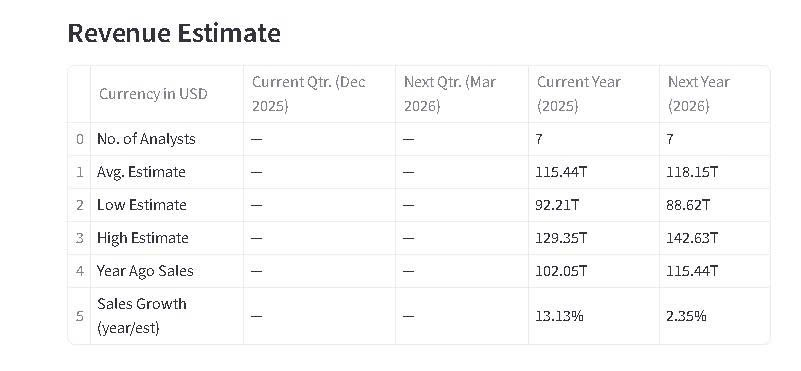 Revenue Estimate
Currency in USD Current Qtr. (Dec 2025) Next Qtr. (Mar 2026) Current Year (2025) Next Year (2026)
0 No. of Analysts — — 7 7
1 Avg. Estimate — — 115.44T 118.15T
2 Low Estimate — — 92.21T 88.62T
3 High Estimate — — 129.35T 142.63T
4 Year Ago Sales — — 102.05T 115.44T
5 Sales Growth (year/est) — — 13.13% 2.35%